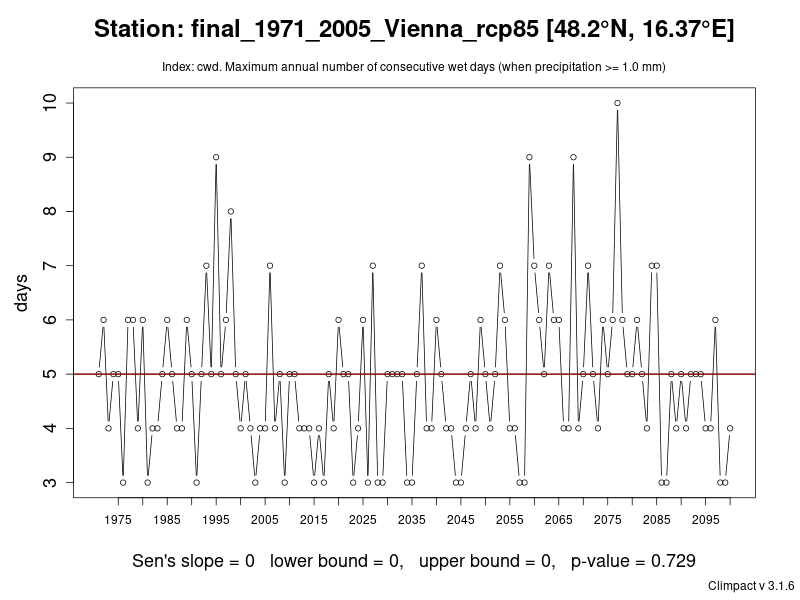 Station: final_1971_2005_Vienna_rcp85 [48.2°N, 16.37°E]
Index: cwd. Maximum annual number of consecutive wet days (when precipitation >= 1.0 mm)
10
9
8
7
6
5
4
3
days
1975 1985 1995 2005 2015 2025 2035 2045 2055 2065 2075 2085 2095
Sen's slope = 0 lower bound = 0, upper bound = 0, p-value = 0.729
Climpact v 3.1.6